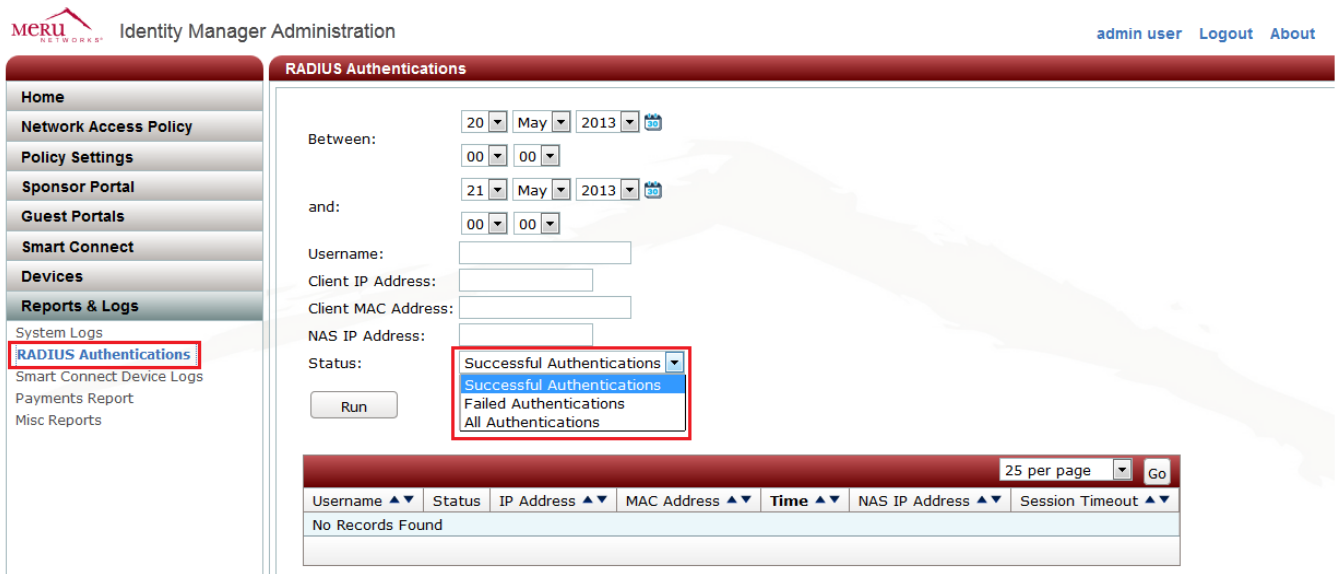 MERU NETWORKS Identity Manager Administration
admin user Logout About
RADIUS Authentications
Home
Network Access Policy
Policy Settings
Sponsor Portal
Guest Portals
Smart Connect
Devices
Reports & Logs
System Logs
RADIUS Authentications
Smart Connect Device Logs
Payments Report
Misc Reports
Between:
20 May 2013 30
00 00
and:
21 May 2013 30
00 00
Username:
Client IP Address:
Client MAC Address:
NAS IP Address:
Status: Successful Authentications
Successful Authentications
Failed Authentications
All Authentications
Run
25 per page Go
Username Status IP Address MAC Address Time NAS IP Address Session Timeout
No Records Found